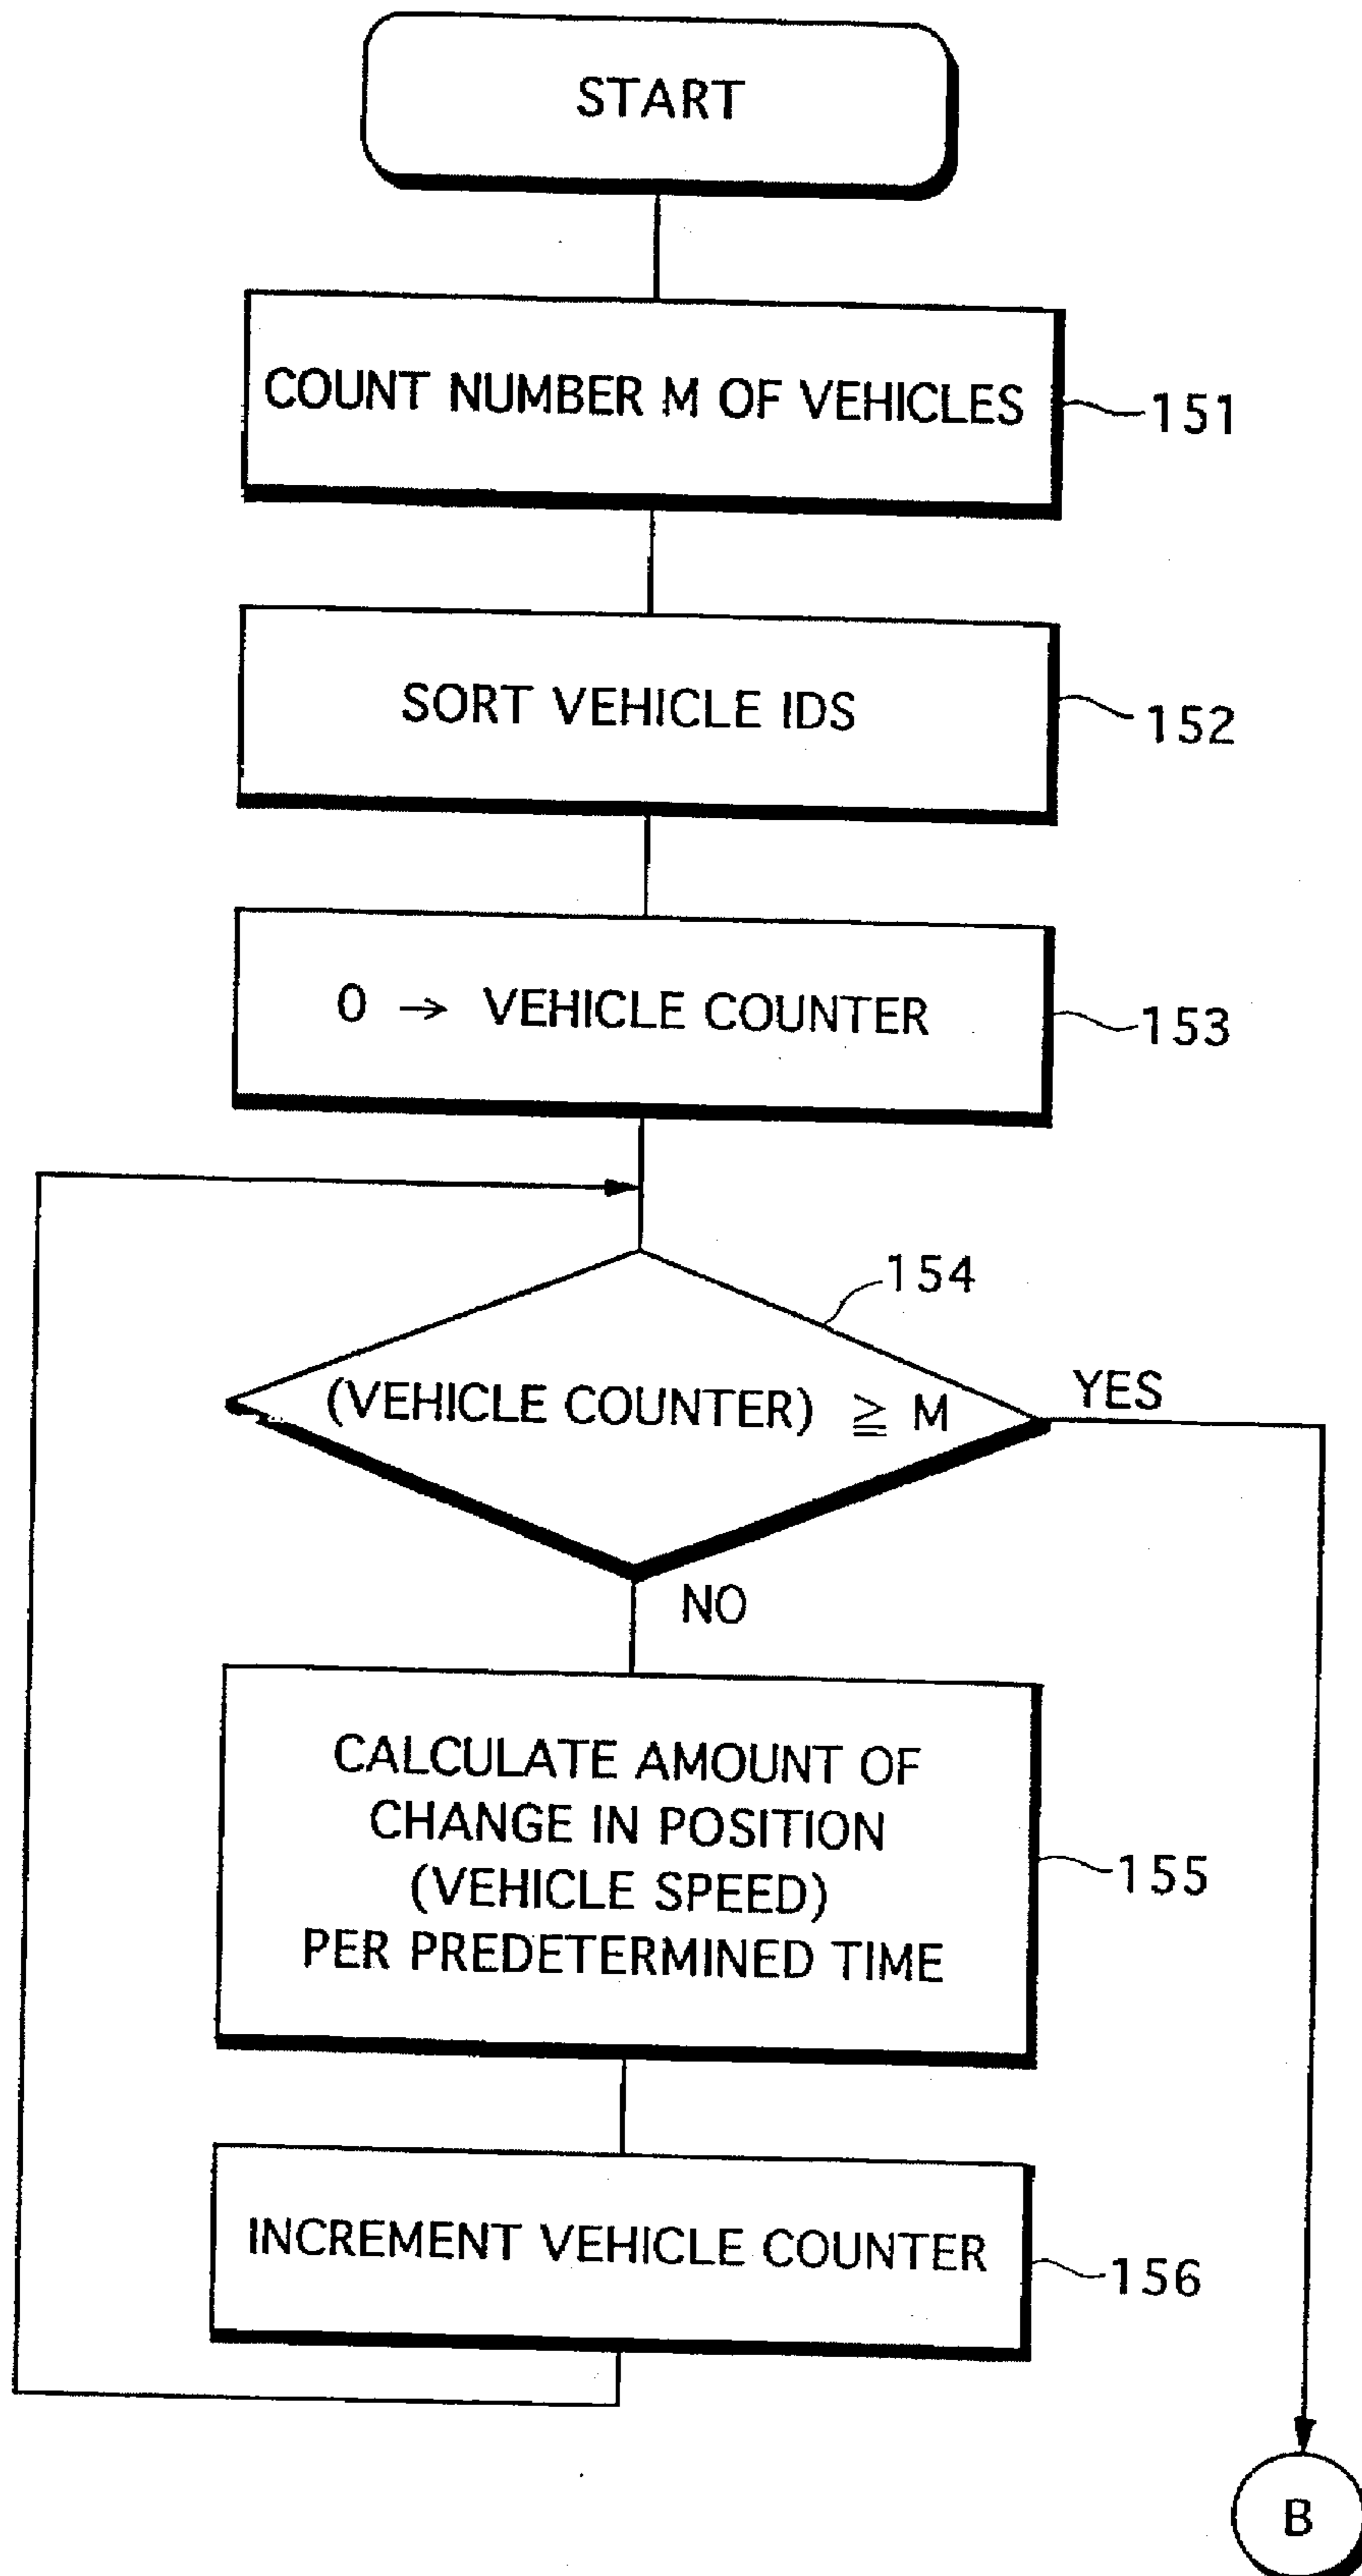 START
COUNT NUMBER M OF VEHICLES
151
SORT VEHICLE IDS
152
0 → VEHICLE COUNTER
153
154
(VEHICLE COUNTER) ≧ M
YES
NO
CALCULATE AMOUNT OF
CHANGE IN POSITION
(VEHICLE SPEED)
PER PREDETERMINED TIME
155
INCREMENT VEHICLE COUNTER
156
B